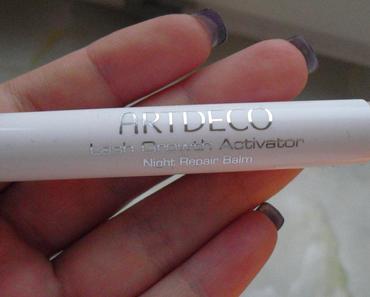 ARTDECO
Lash Growth Activator
Night Repair Balm